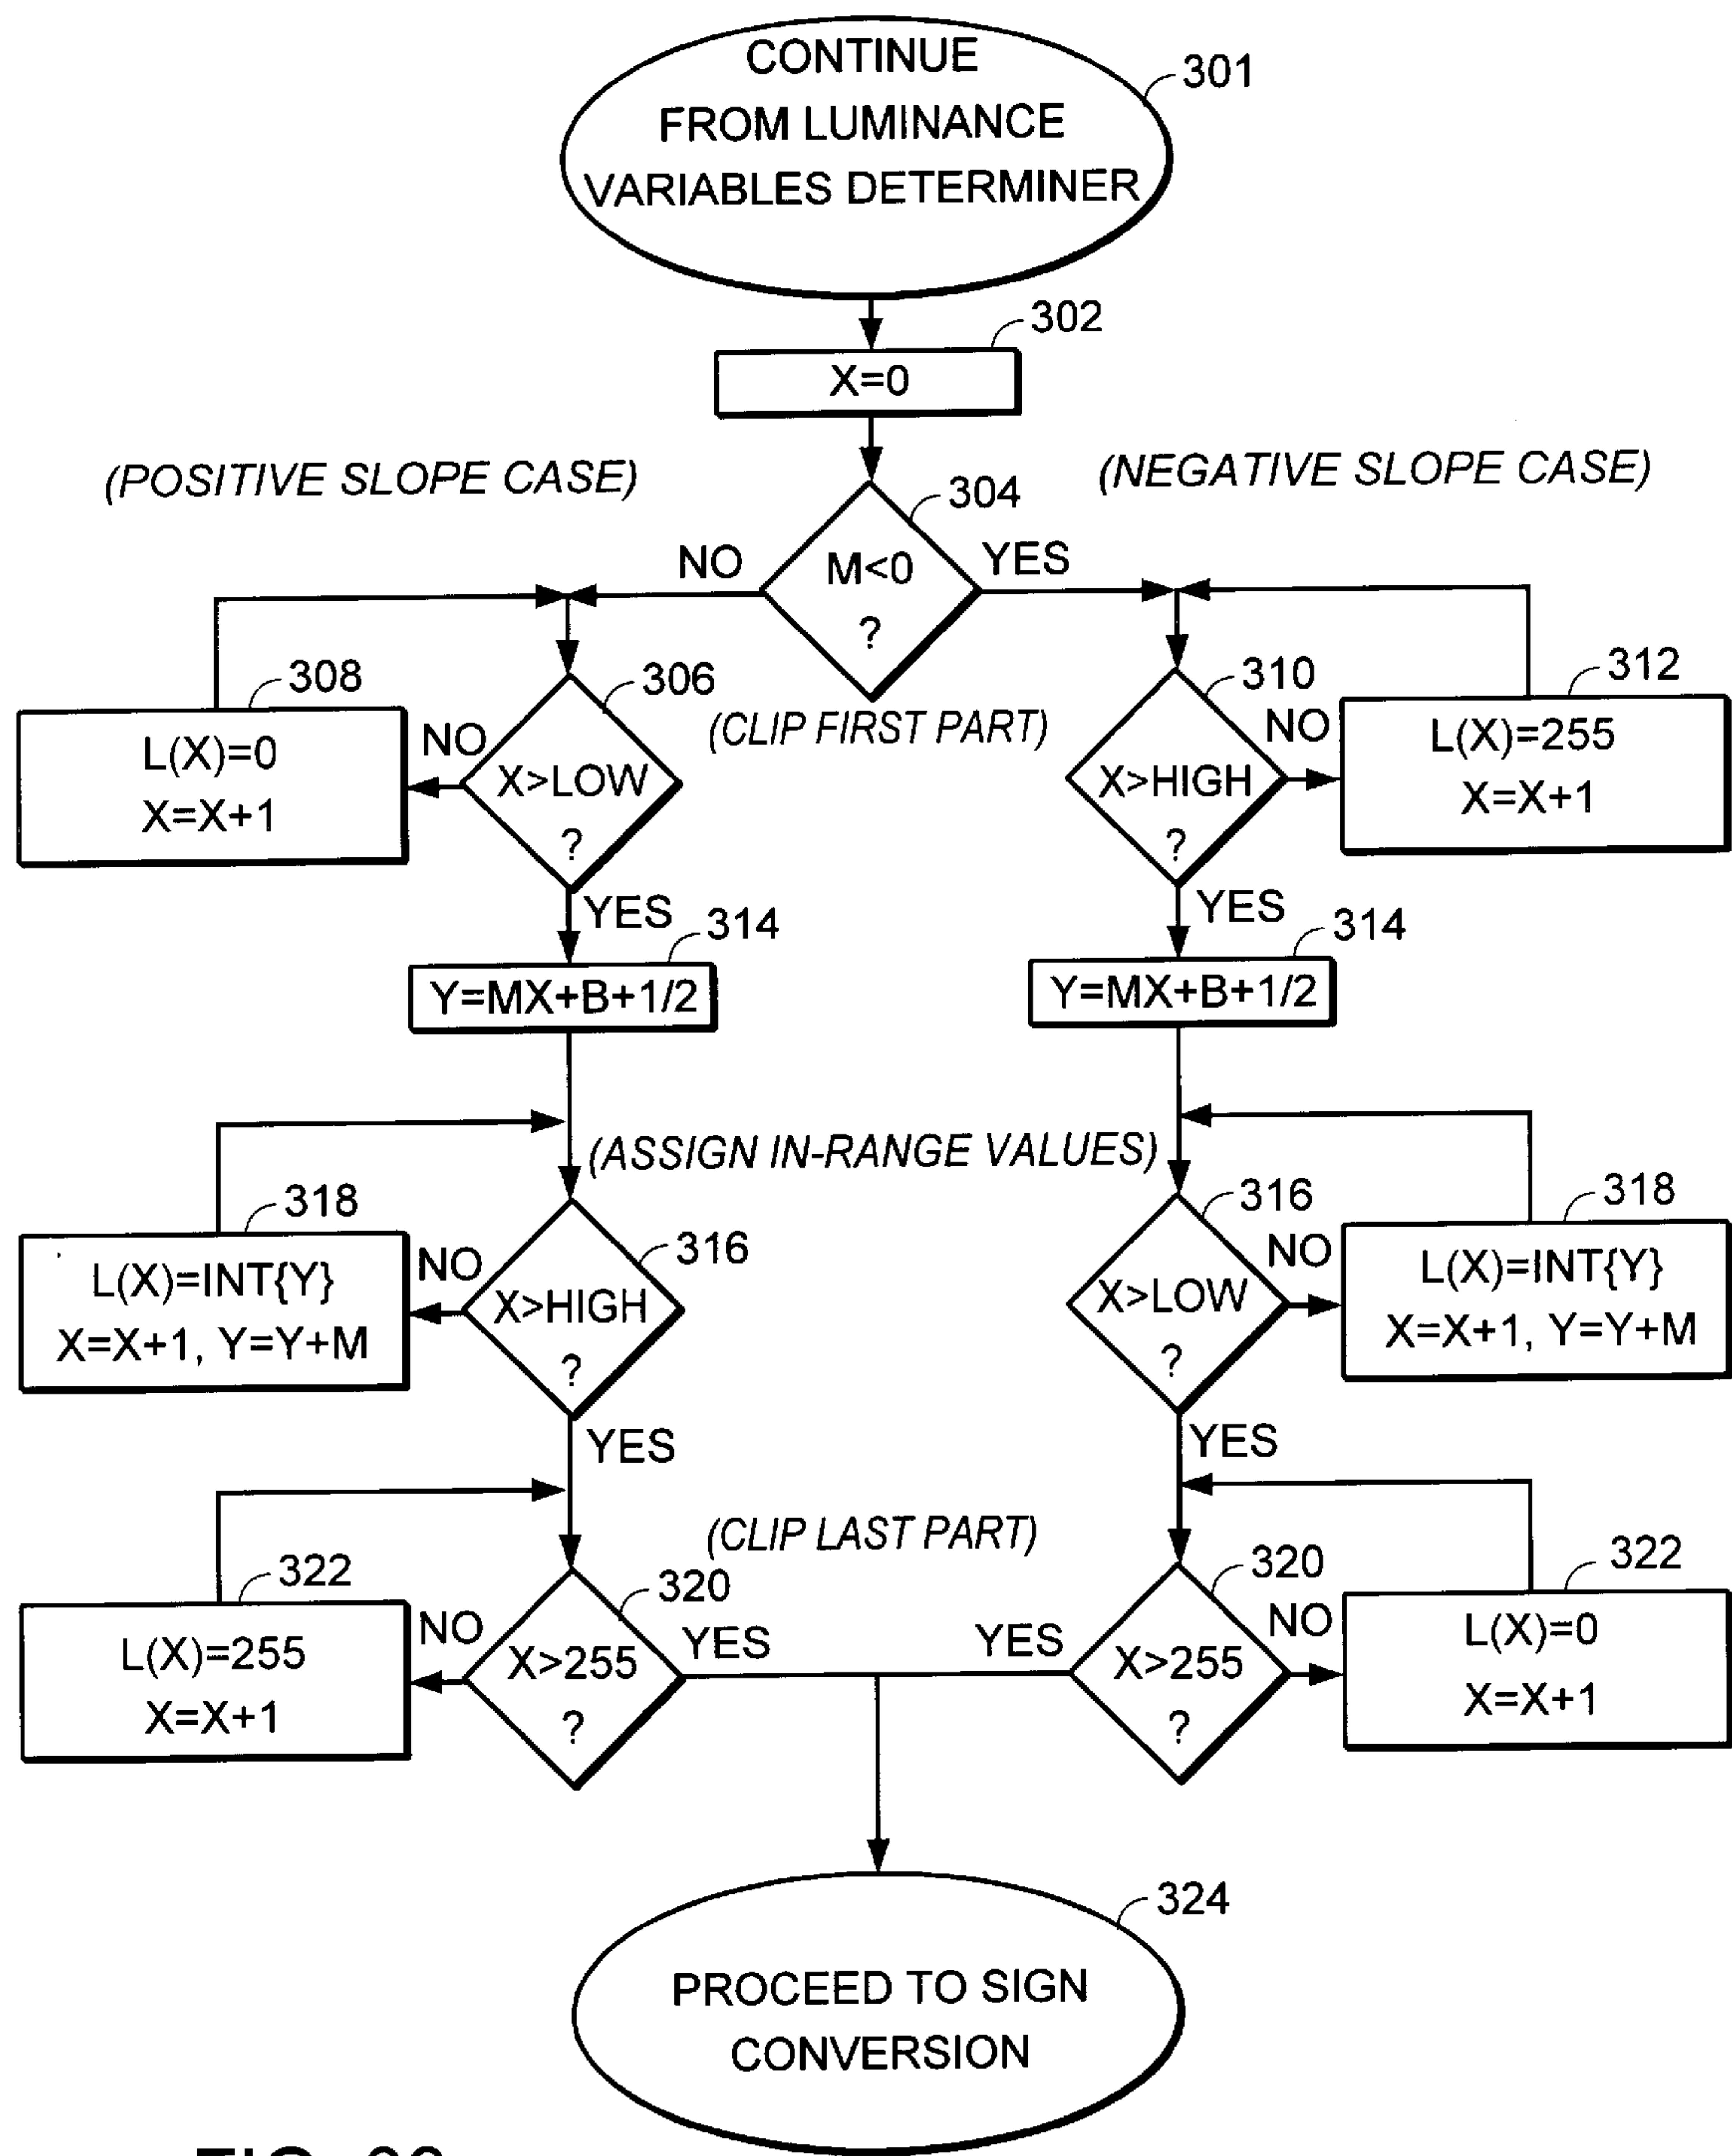 CONTINUE
FROM LUMINANCE
VARIABLES DETERMINER
301
302
X=0
(POSITIVE SLOPE CASE)
(NEGATIVE SLOPE CASE)
304
NO
M<0
?
YES
308
L(X)=0
X=X+1
NO
306
X>LOW
?
(CLIP FIRST PART)
310
X>HIGH
?
NO
312
L(X)=255
X=X+1
YES
314
Y=MX+B+1/2
YES
314
Y=MX+B+1/2
(ASSIGN IN-RANGE VALUES)
318
L(X)=INT{Y}
X=X+1, Y=Y+M
NO
316
X>HIGH
?
316
X>LOW
?
NO
318
L(X)=INT{Y}
X=X+1, Y=Y+M
YES
YES
(CLIP LAST PART)
322
L(X)=255
X=X+1
NO
320
X>255
?
YES
YES
320
X>255
?
NO
322
L(X)=0
X=X+1
324
PROCEED TO SIGN
CONVERSION